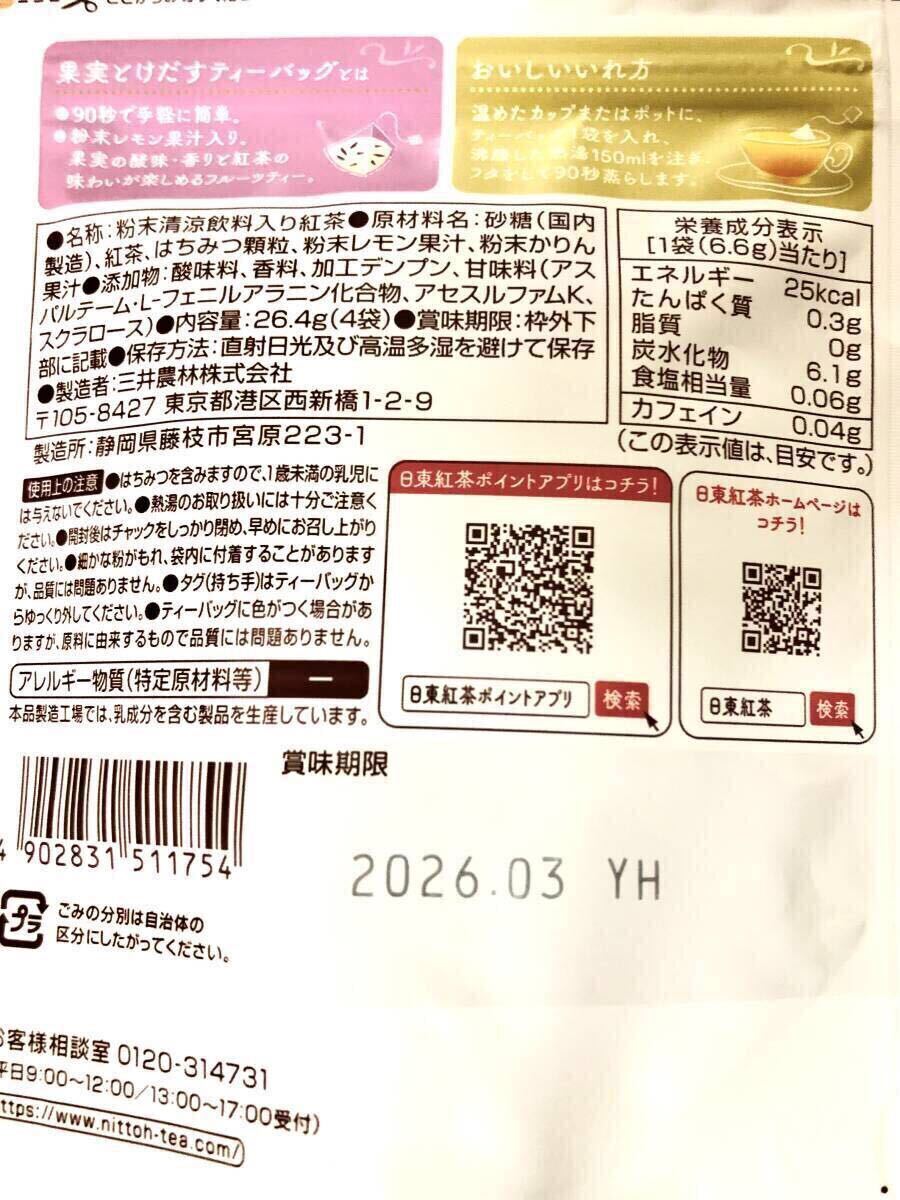 果実とけだすティーバッグとは
●90秒で手軽に簡単。
●粉末レモン果汁入り。
果実の酸味・香りと紅茶の
味わいが楽しめるフルーツティー。
おいしいいれ方
温めたカップまたはポットに、
ティーバッグ1袋を入れ、
沸騰した熱湯150mlを注ぎ、
フタをして90秒蒸らします。
●名称:粉末清涼飲料入り紅茶●原材料名:砂糖(国内
製造)、紅茶、はちみつ顆粒、粉末レモン果汁、粉末かりん
果汁●添加物:酸味料、香料、加工デンプン、甘味料(アス
パルテーム・L-フェニルアラニン化合物、アセスルファムK、
スクラロース)●内容量:26.4g(4袋)●賞味期限:枠外下
部に記載●保存方法:直射日光及び高温多湿を避けて保存
●製造者:三井農林株式会社
〒105-8427 東京都港区西新橋1-2-9
製造所:静岡県藤枝市宮原223-1
栄養成分表示
[1袋(6.6g)当たり]
エネルギー 25kcal
たんぱく質 0.3g
脂質 0g
炭水化物 6.1g
食塩相当量 0.06g
カフェイン 0.04g
(この表示値は、目安です。)
使用上の注意 ●はちみつを含みますので、1歳未満の乳児に
は与えないでください。●熱湯のお取り扱いには十分ご注意く
ださい。●開封後はチャックをしっかり閉め、早めにお召し上がり
ください。●細かな粉がもれ、袋内に付着することがあります
が、品質には問題ありません。●タグ(持ち手)はティーバッグか
らゆっくり外してください。●ティーバッグに色がつく場合があ
りますが、原料に由来するもので品質には問題ありません。
アレルギー物質(特定原材料等) ー
本品製造工場では、乳成分を含む製品を生産しています。
日東紅茶ポイントアプリはコチラ!
日東紅茶ポイントアプリ 検索
日東紅茶ホームページは
コチラ!
日東紅茶 検索
賞味期限
4 902831 511754
2026.03 YH
プラ
ごみの分別は自治体の
区分にしたがってください。
お客様相談室 0120-314731
平日9:00〜12:00/13:00〜17:00受付)
ttps://www.nittoh-tea.com/